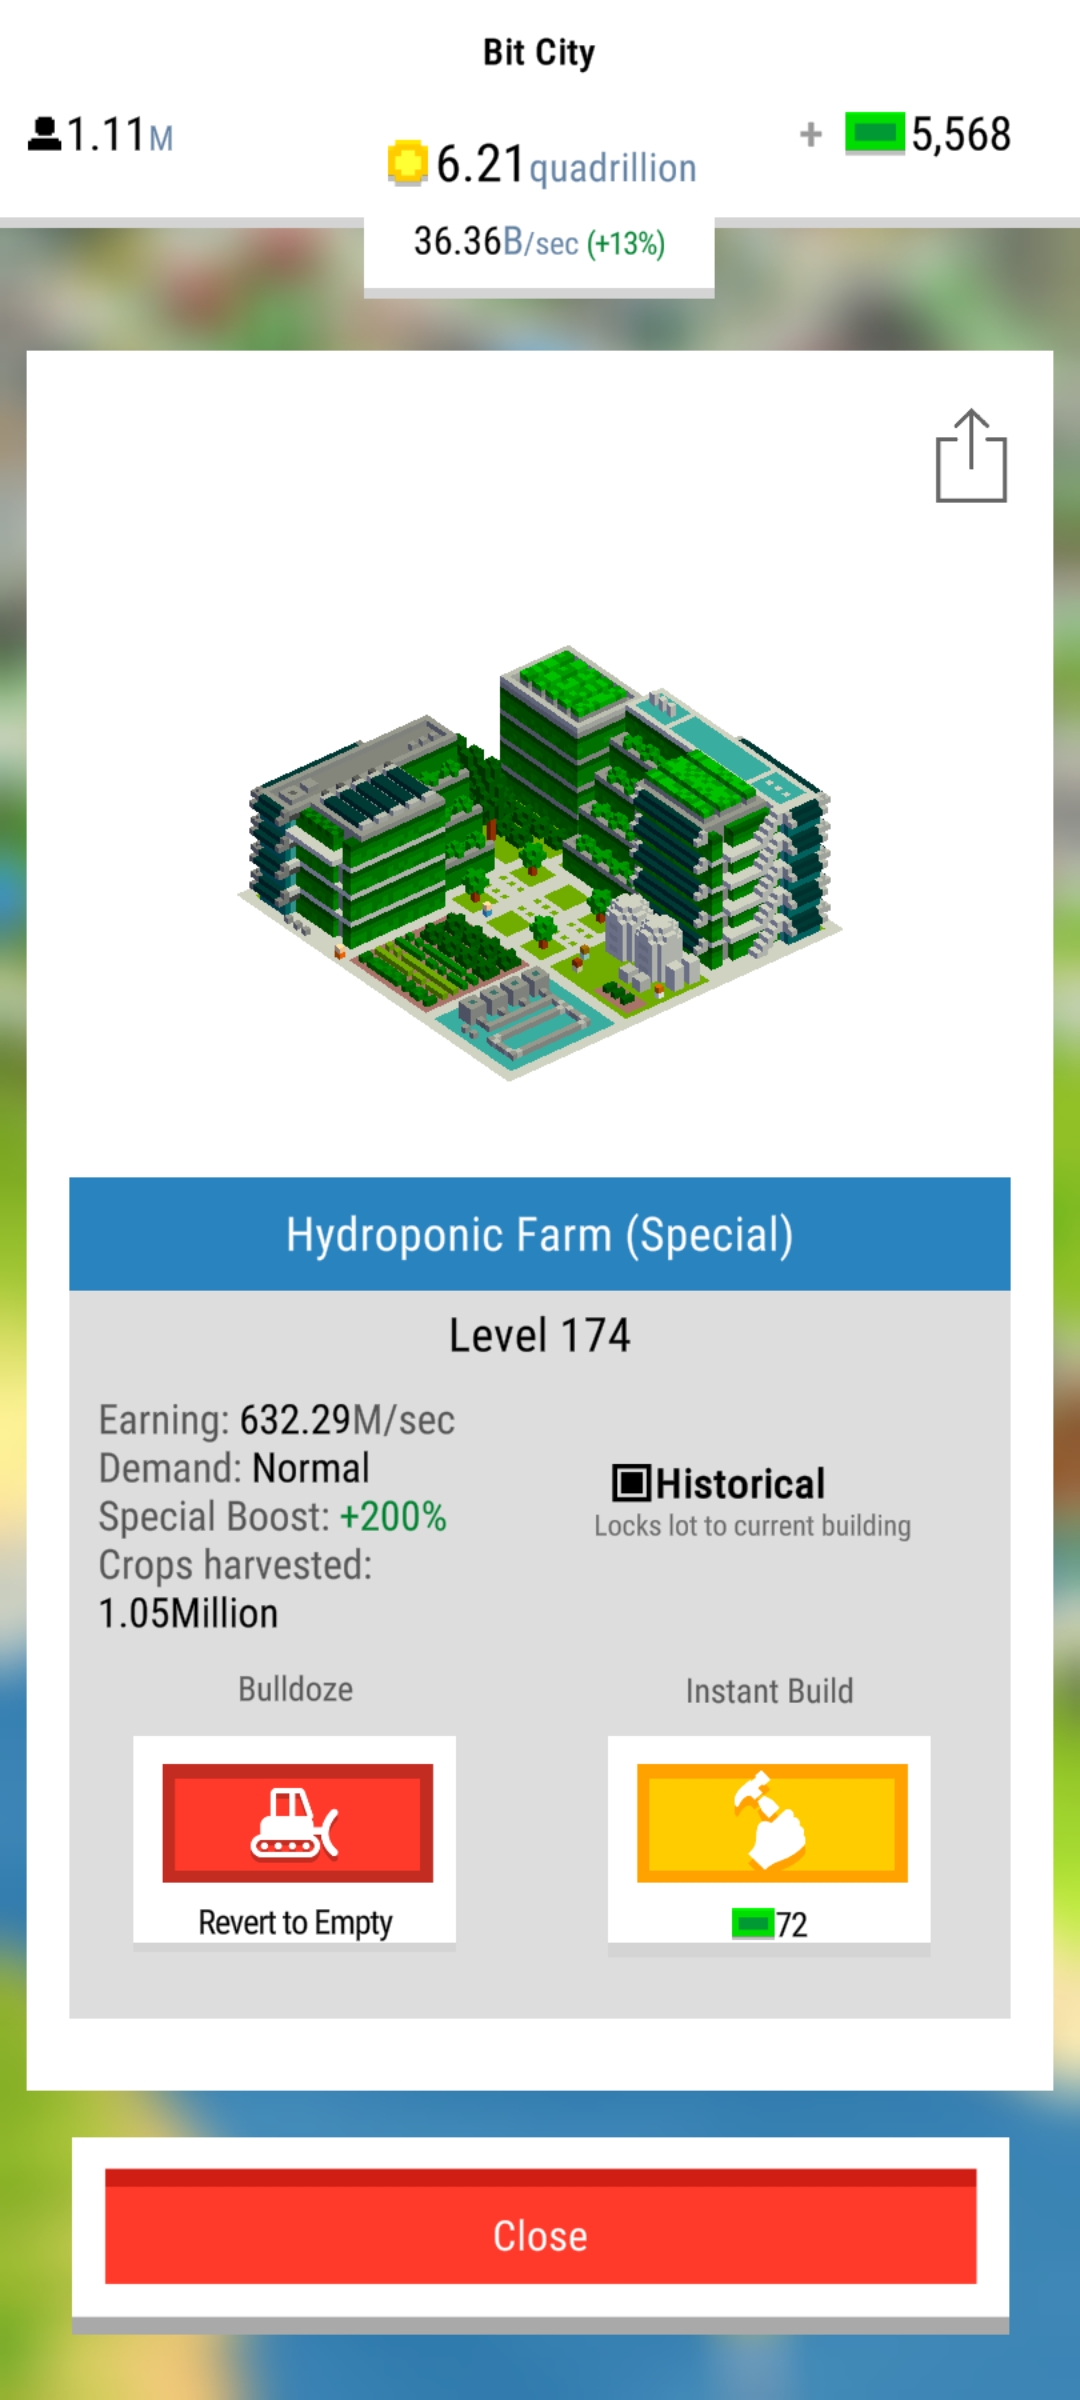 Bit City
1.11M
6.21quadrillion
+ 5,568
36.36B/sec (+13%)
Hydroponic Farm (Special)
Level 174
Earning: 632.29M/sec
Demand: Normal
Special Boost: +200%
Crops harvested:
1.05Million
Historical
Locks lot to current building
Bulldoze
Instant Build
Revert to Empty
72
Close